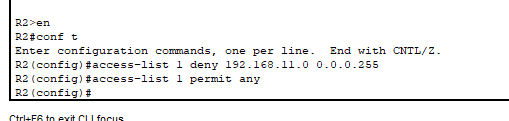 R2>en
R2#conf t
Enter configuration commands, one per line.  End with CNTL/Z.
R2(config)#access-list 1 deny 192.168.11.0 0.0.0.255
R2(config)#access-list 1 permit any
R2(config)#
Ctrl+F6 to exit CLI focus